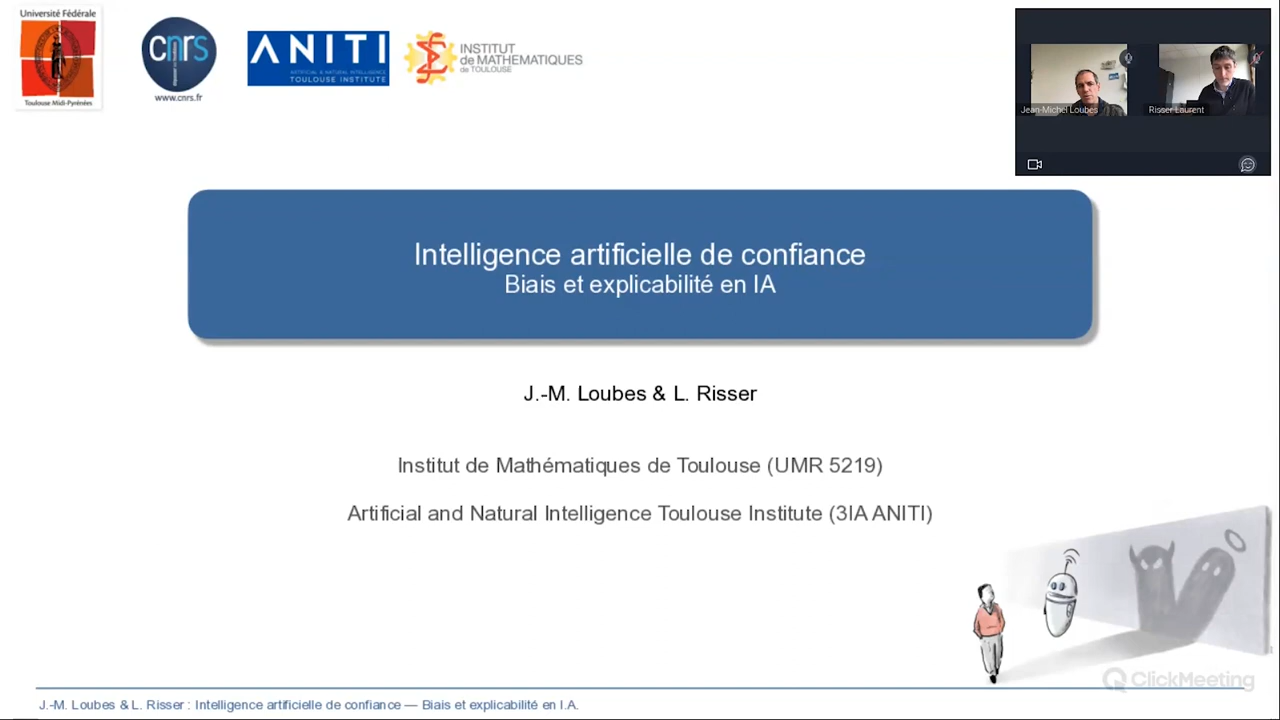 Université Fédérale
Toulouse Midi-Pyrénées
cnrs
www.cnrs.fr
ANITI
ARTIFICIAL & NATURAL INTELLIGENCE
TOULOUSE INSTITUTE
INSTITUT
de MATHEMATIQUES
de TOULOUSE
Jean-Michel Loubes
Risser Laurent
Intelligence artificielle de confiance
Biais et explicabilité en IA
J.-M. Loubes & L. Risser
Institut de Mathématiques de Toulouse (UMR 5219)
Artificial and Natural Intelligence Toulouse Institute (3IA ANITI)
ClickMeeting
J.-M. Loubes & L. Risser : Intelligence artificielle de confiance — Biais et explicabilité en I.A.